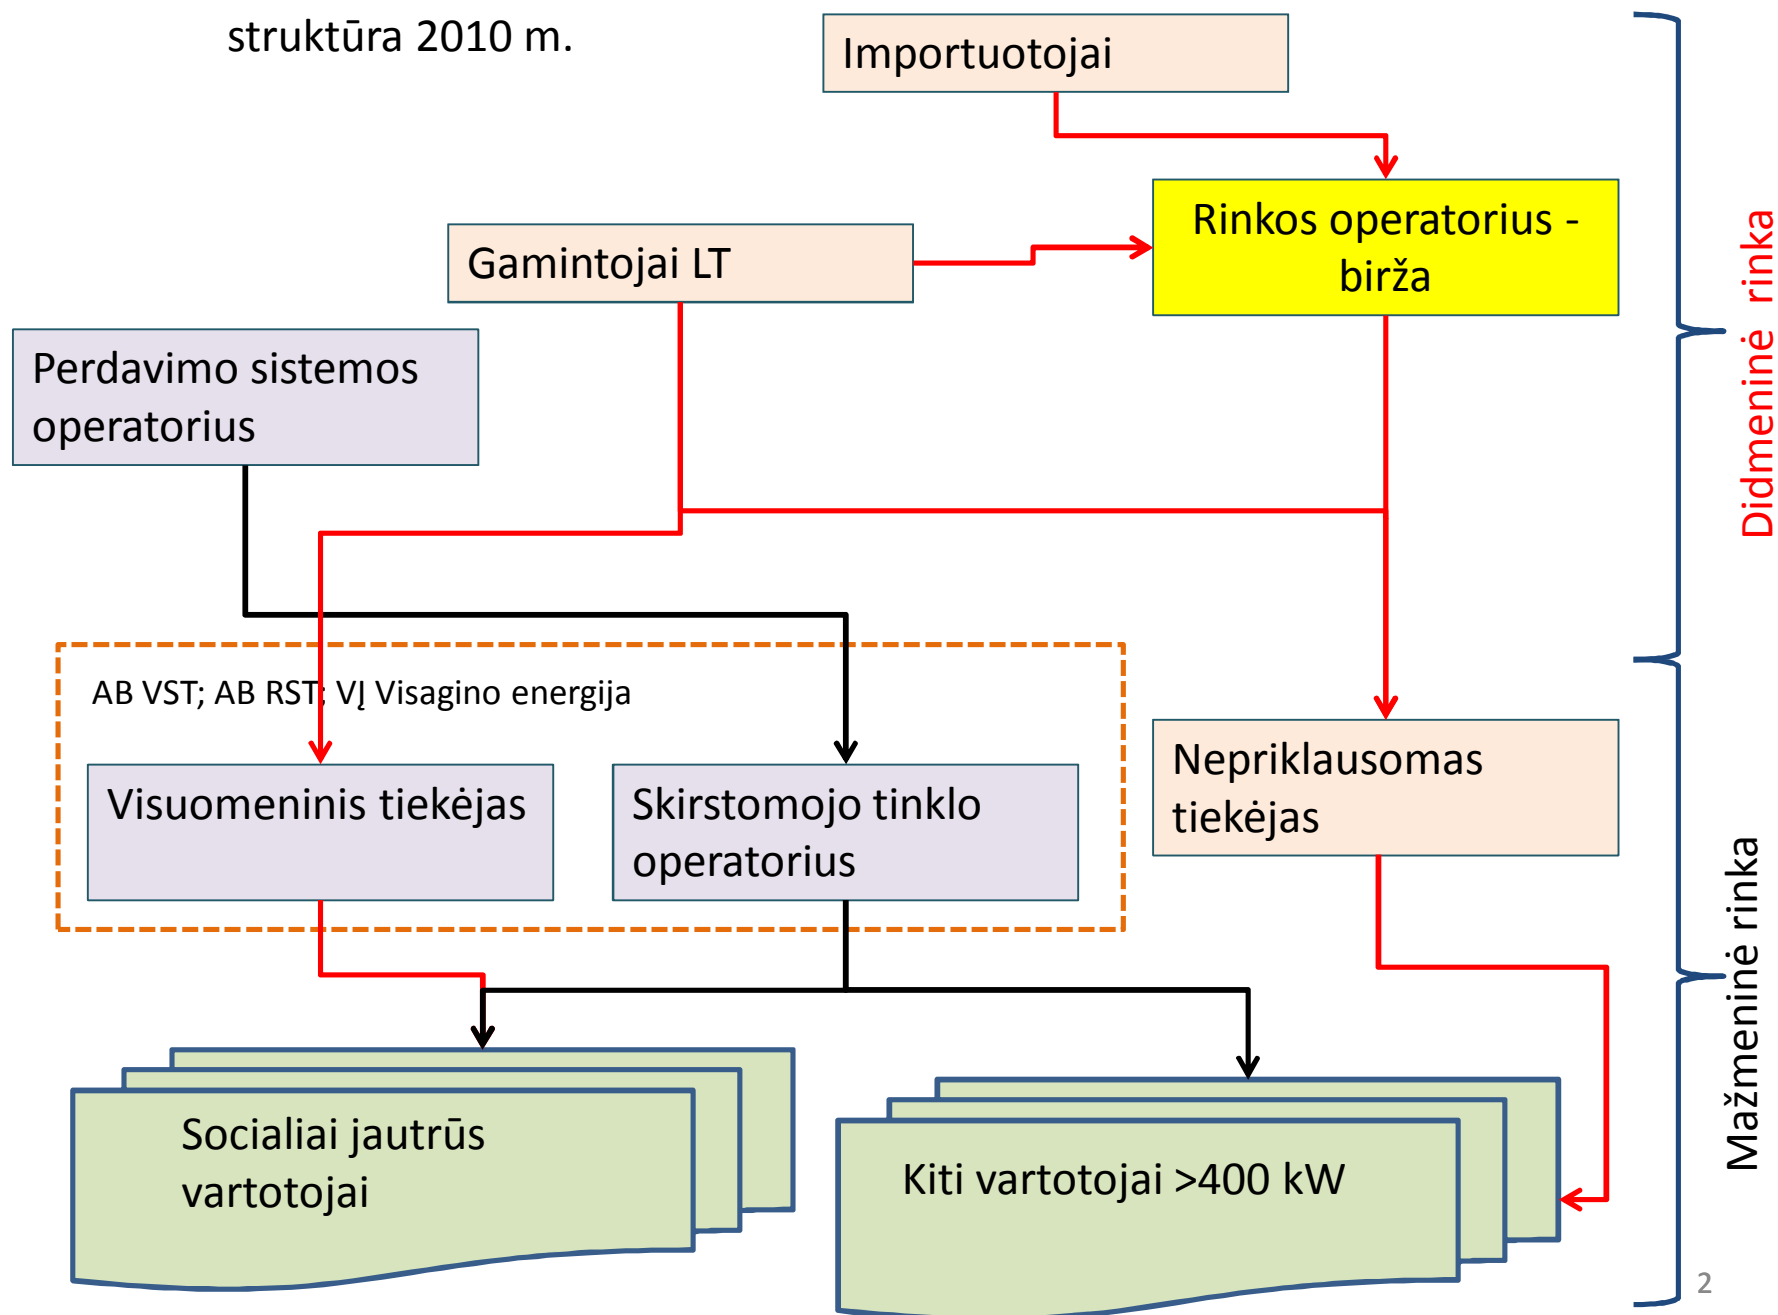 struktūra 2010 m.
Importuotojai
Rinkos operatorius -
birža
Gamintojai LT
Perdavimo sistemos
operatorius
Didmeninė rinka
AB VST; AB RST; VĮ Visagino energija
Visuomeninis tiekėjas
Skirstomojo tinklo
operatorius
Nepriklausomas
tiekėjas
Mažmeninė rinka
Socialiai jautrūs
vartotojai
Kiti vartotojai >400 kW
2